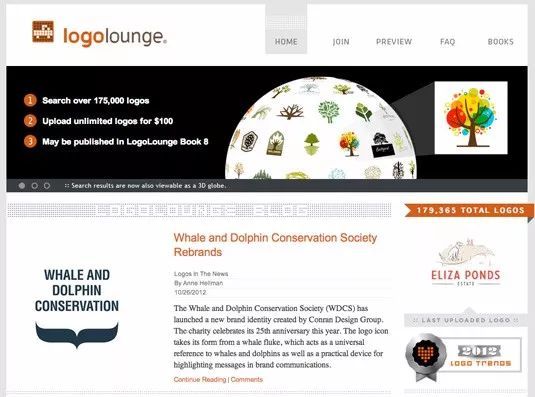 logolounge®
HOME JOIN PREVIEW FAQ BOOKS
1 Search over 175,000 logos
2 Upload unlimited logos for $100
3 May be published in LogoLounge Book 8
:: Search results are now also viewable as a 3D globe.
LOGOLOUNGE BLOG
179,365 TOTAL LOGOS
WHALE AND
DOLPHIN
CONSERVATION
Whale and Dolphin Conservation Society
Rebrands
Logos In The News
By Anne Hellman
10/26/2012
The Whale and Dolphin Conservation Society (WDCS) has
launched a new brand identity created by Conran Design Group.
The charity celebrates its 25th anniversary this year. The logo icon
takes its form from a whale fluke, which acts as a universal
reference to whales and dolphins as well as a practical device for
highlighting messages in brand communications.
Continue Reading | Comments
ELIZA PONDS
ESTATE
:: LAST UPLOADED LOGO ::
2012
LOGO TRENDS